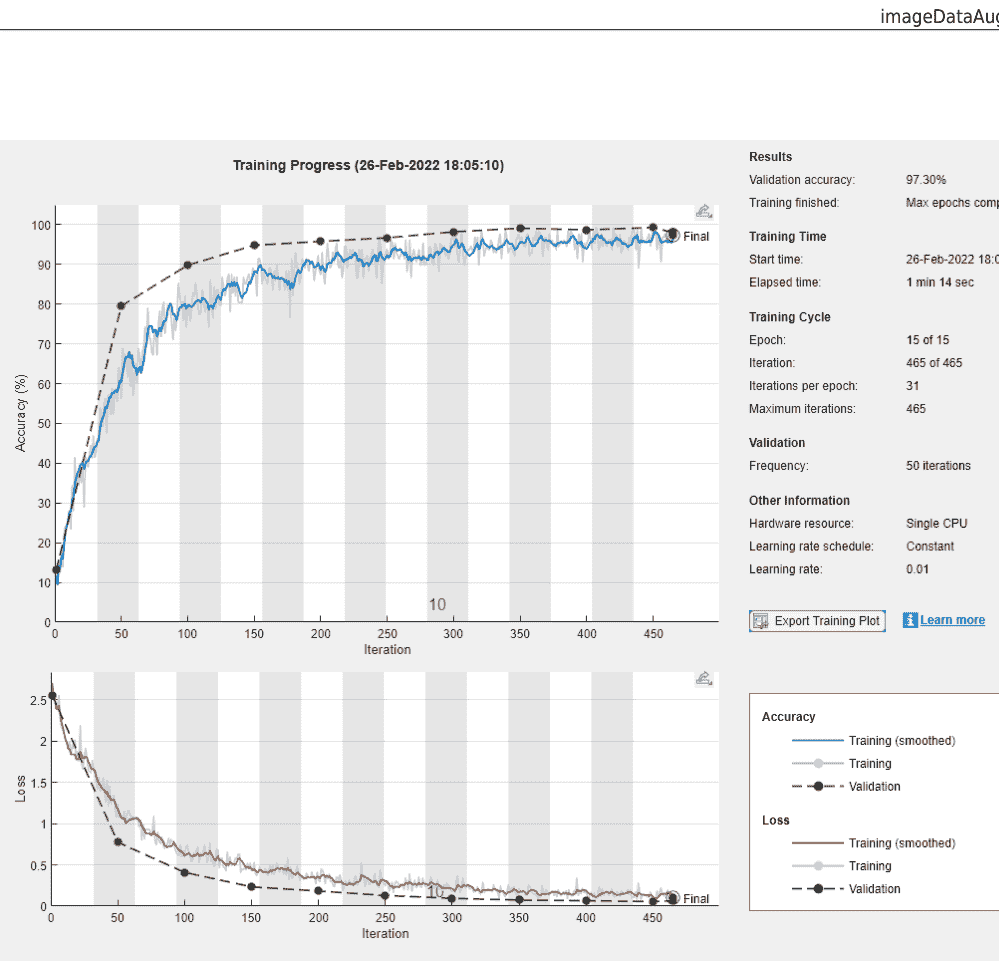 imageDataAug
Training Progress (26-Feb-2022 18:05:10)
Accuracy (%)
100
90
80
70
60
50
40
30
20
10
0
Final
10
0 50 100 150 200 250 300 350 400 450
Iteration
Loss
2.5
2
1.5
1
0.5
0
10
Final
0 50 100 150 200 250 300 350 400 450
Iteration
Results
Validation accuracy: 97.30%
Training finished: Max epochs comp
Training Time
Start time: 26-Feb-2022 18:0
Elapsed time: 1 min 14 sec
Training Cycle
Epoch: 15 of 15
Iteration: 465 of 465
Iterations per epoch: 31
Maximum iterations: 465
Validation
Frequency: 50 iterations
Other Information
Hardware resource: Single CPU
Learning rate schedule: Constant
Learning rate: 0.01
Export Training Plot
i Learn more
Accuracy
Training (smoothed)
Training
Validation
Loss
Training (smoothed)
Training
Validation